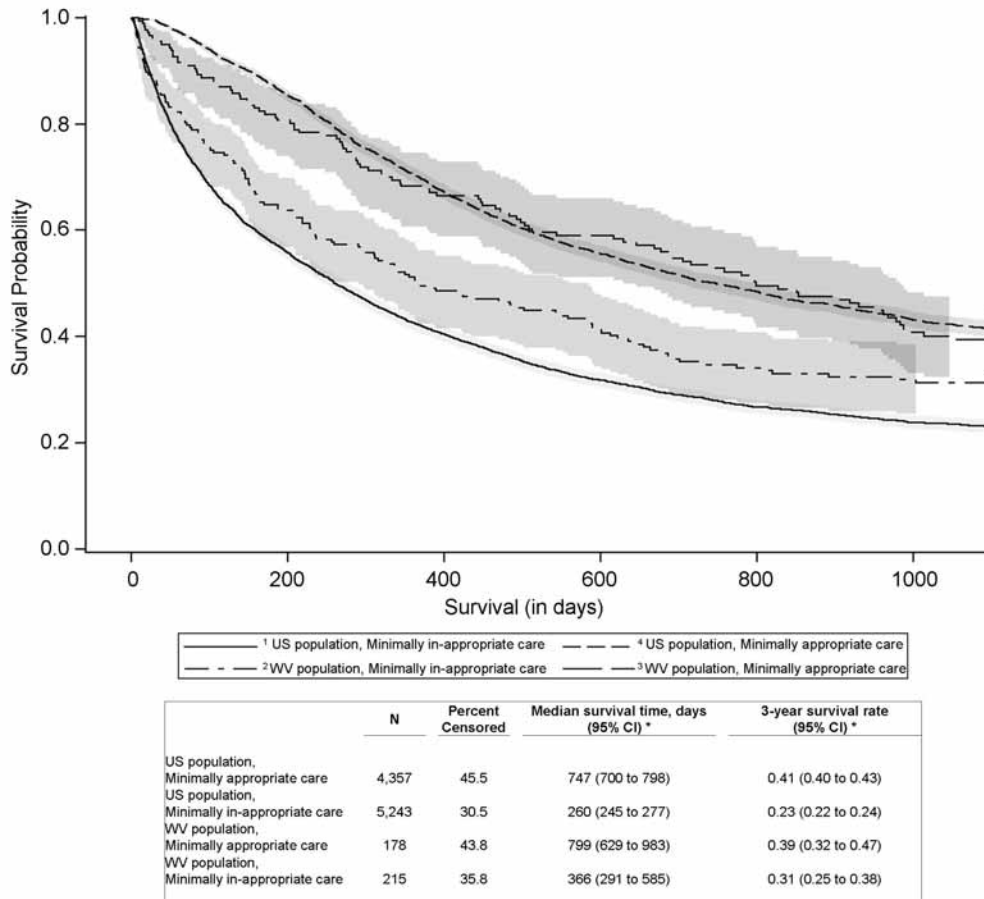 1.0
0.8
0.6
0.4
0.2
0.0
Survival Probability
0 200 400 600 800 1000
Survival (in days)
1 US population, Minimally in-appropriate care 4 US population, Minimally appropriate care
2 WV population, Minimally in-appropriate care 3 WV population, Minimally appropriate care
N Percent Censored Median survival time, days (95% CI) * 3-year survival rate (95% CI) *
US population,
Minimally appropriate care 4,357 45.5 747 (700 to 798) 0.41 (0.40 to 0.43)
US population,
Minimally in-appropriate care 5,243 30.5 260 (245 to 277) 0.23 (0.22 to 0.24)
WV population,
Minimally appropriate care 178 43.8 799 (629 to 983) 0.39 (0.32 to 0.47)
WV population,
Minimally in-appropriate care 215 35.8 366 (291 to 585) 0.31 (0.25 to 0.38)